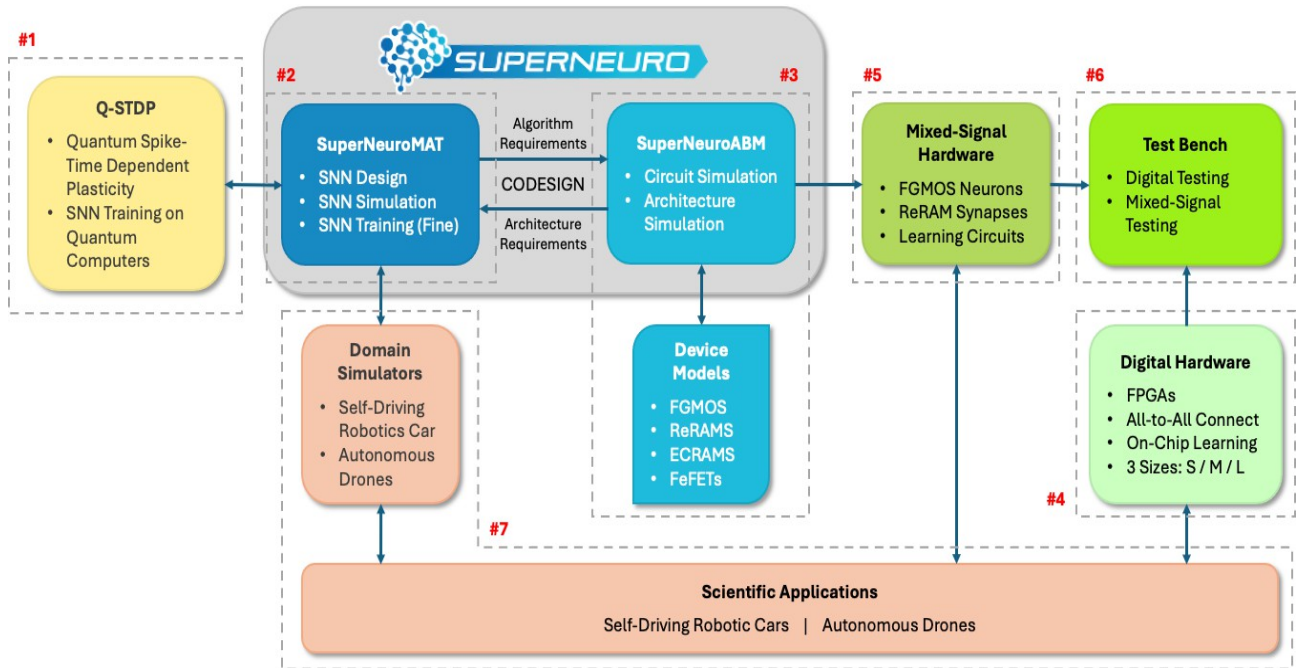 #1
Q-STDP
• Quantum Spike-
Time Dependent
Plasticity
• SNN Training on
Quantum
Computers
SUPERNEURO
#2
SuperNeuroMAT
• SNN Design
• SNN Simulation
• SNN Training (Fine)
Algorithm
Requirements
CODESIGN
Architecture
Requirements
#3
SuperNeuroABM
• Circuit Simulation
• Architecture
Simulation
#5
Mixed-Signal
Hardware
• FGMOS Neurons
• ReRAM Synapses
• Learning Circuits
#6
Test Bench
• Digital Testing
• Mixed-Signal
Testing
Domain
Simulators
• Self-Driving
Robotics Car
• Autonomous
Drones
Device
Models
• FGMOS
• ReRAMS
• ECRAMS
• FeFETs
Digital Hardware
• FPGAs
• All-to-All Connect
• On-Chip Learning
• 3 Sizes: S / M / L
#4
#7
Scientific Applications
Self-Driving Robotic Cars | Autonomous Drones